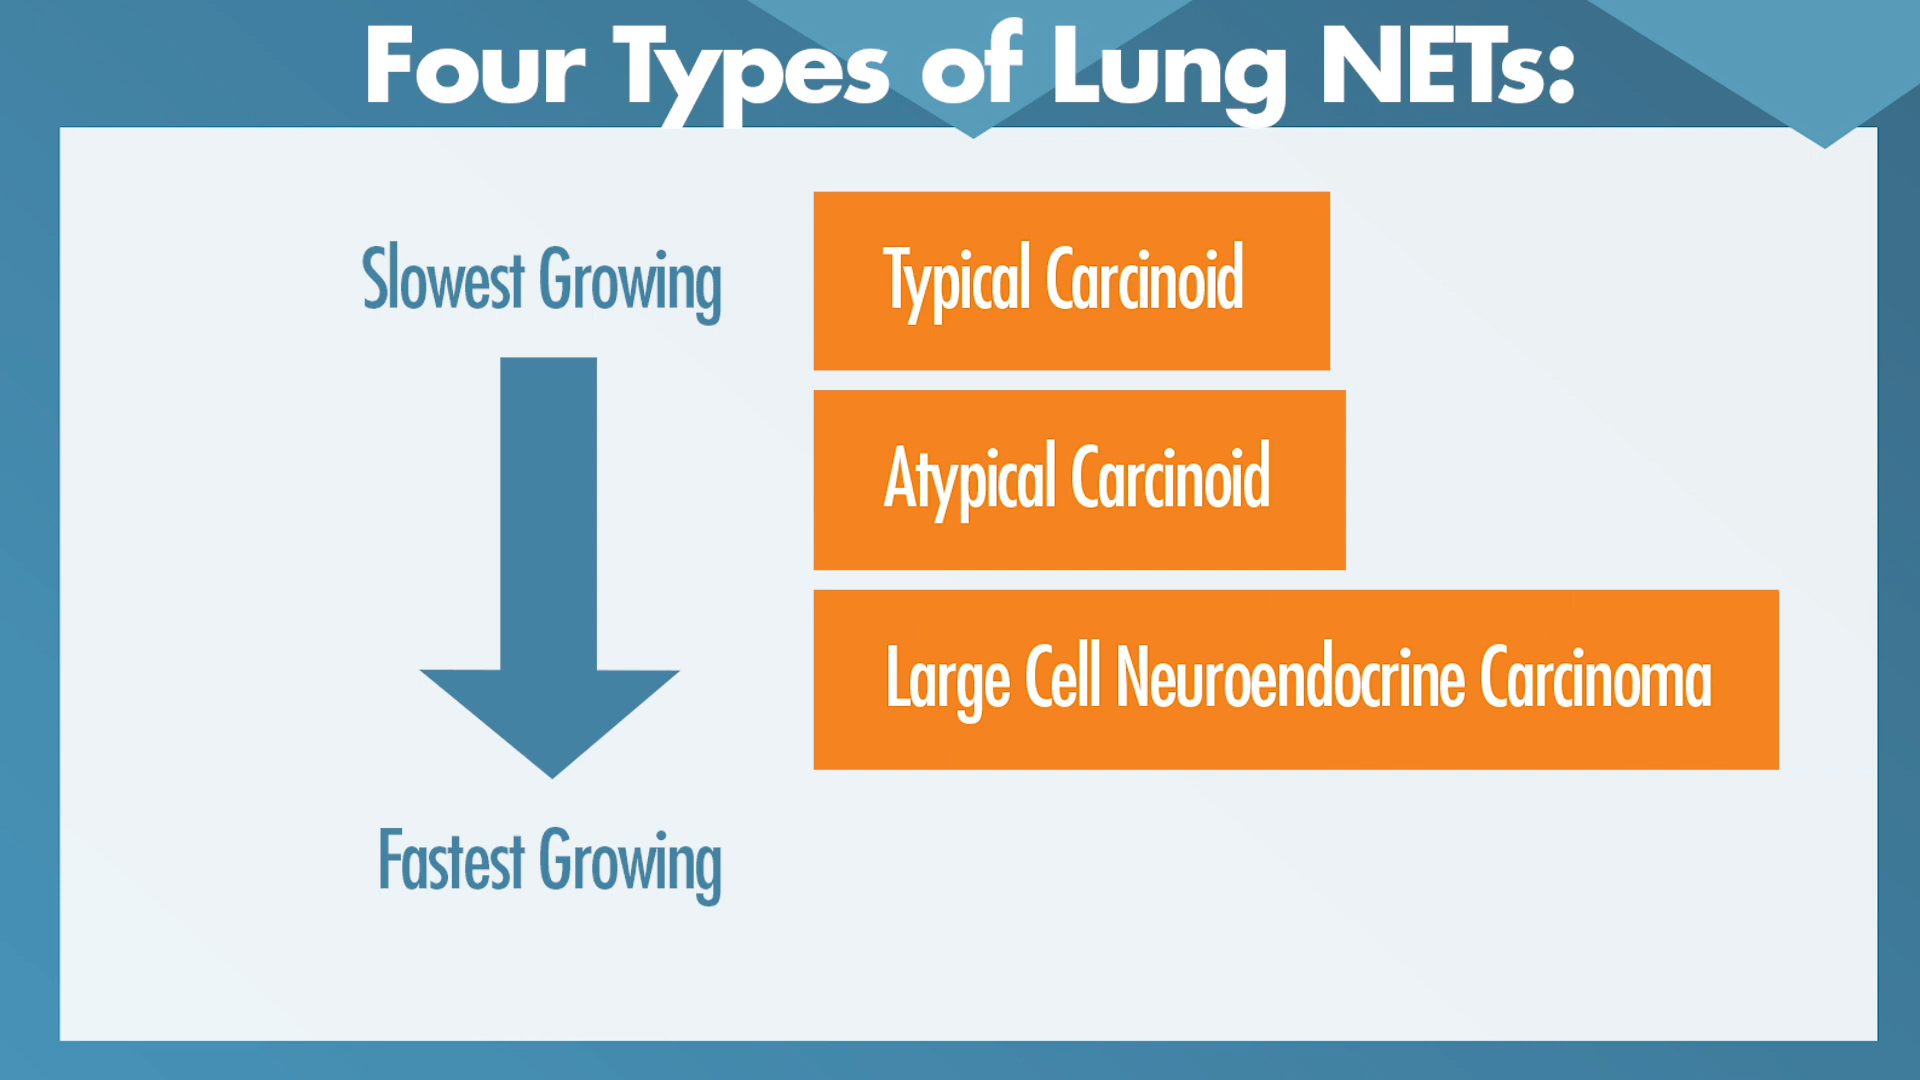 Four Types of Lung NETs:
Slowest Growing
Typical Carcinoid
Atypical Carcinoid
Large Cell Neuroendocrine Carcinoma
Fastest Growing